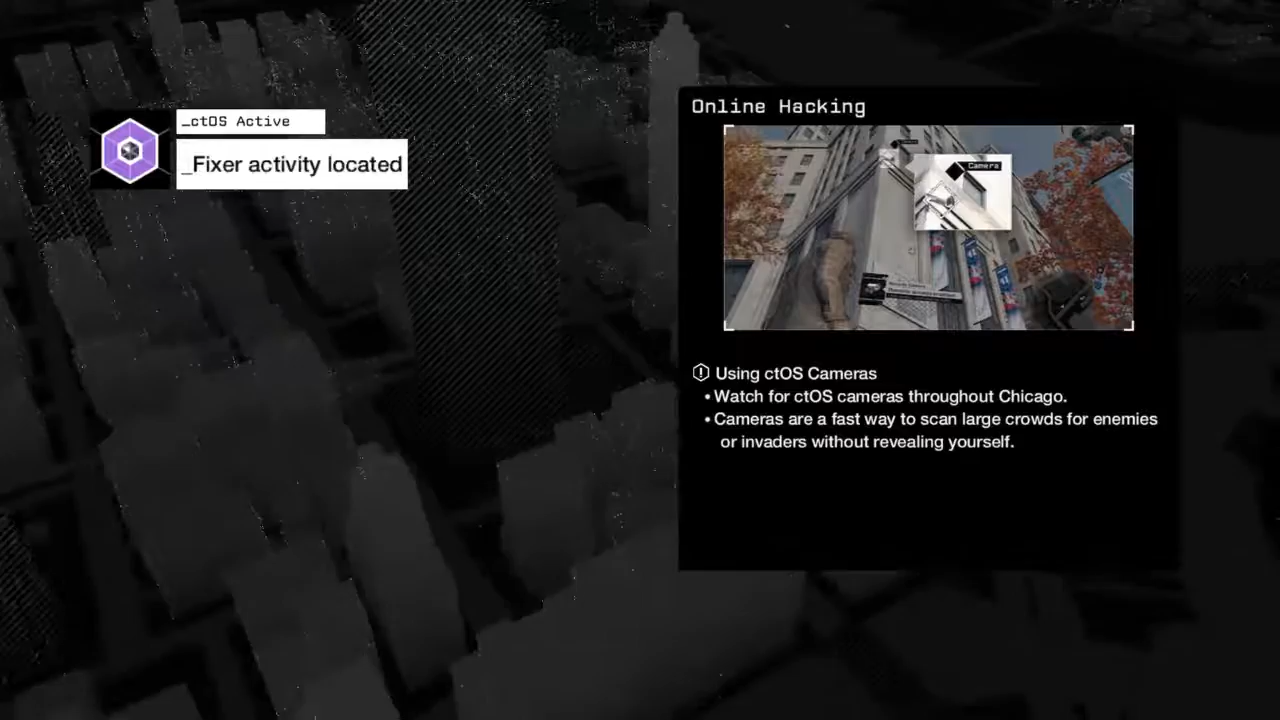 _ctOS Active
_Fixer activity located
Online Hacking
Camera
Using ctOS Cameras
• Watch for ctOS cameras throughout Chicago.
• Cameras are a fast way to scan large crowds for enemies
or invaders without revealing yourself.